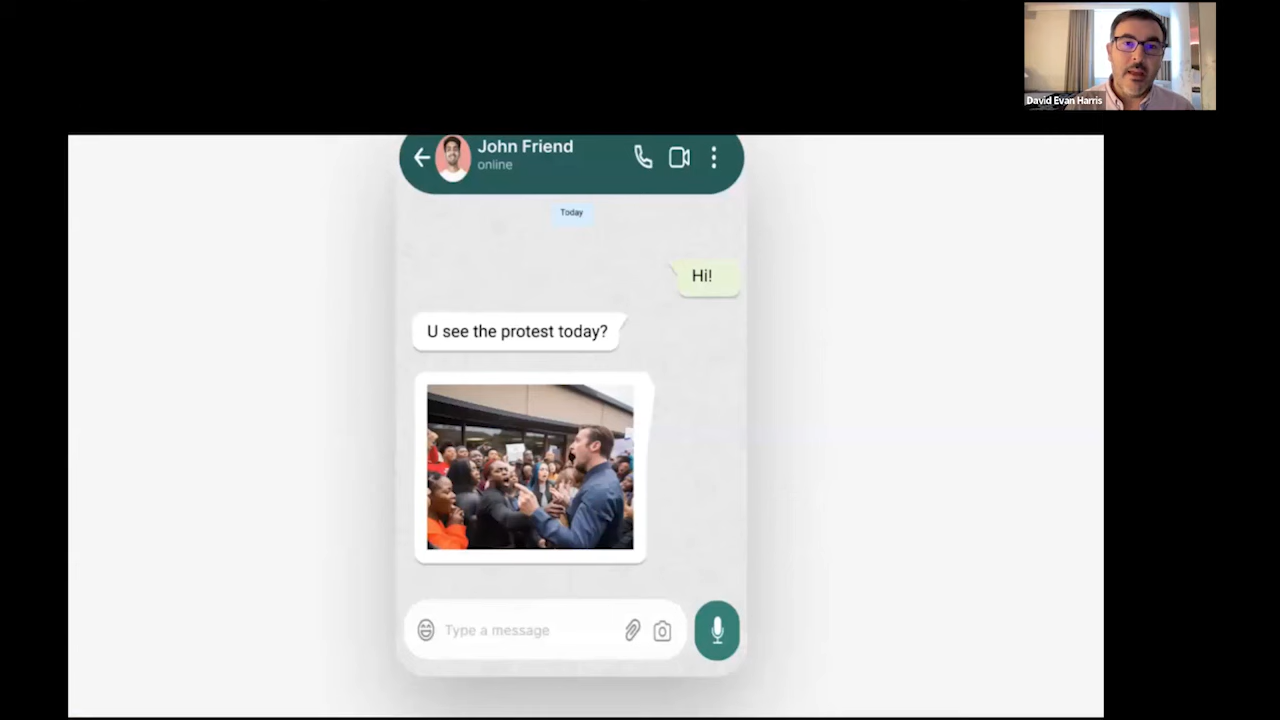 David Evan Harris
John Friend
online
Today
Hi!
U see the protest today?
Type a message